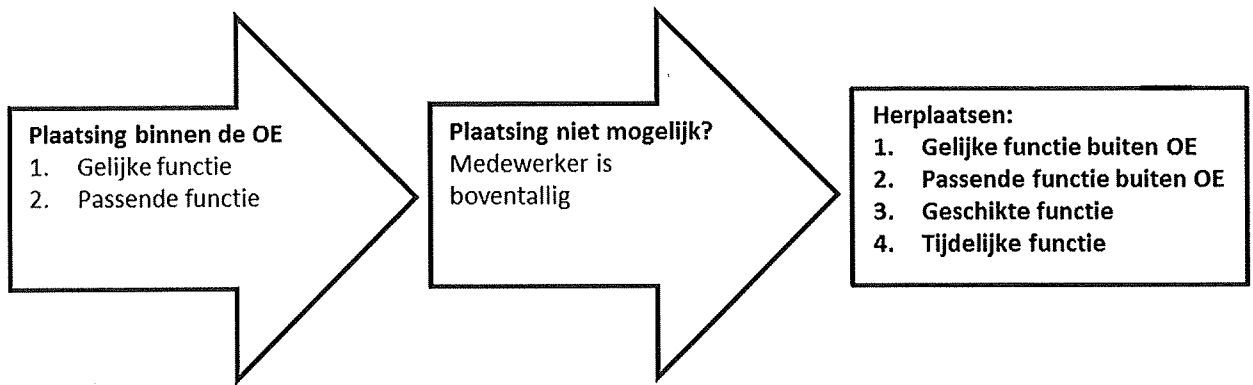 Plaatsing binnen de OE
1. Gelijke functie
2. Passende functie
Plaatsing niet mogelijk?
Medewerker is
boventallig
Herplaatsen:
1. Gelijke functie buiten OE
2. Passende functie buiten OE
3. Geschikte functie
4. Tijdelijke functie